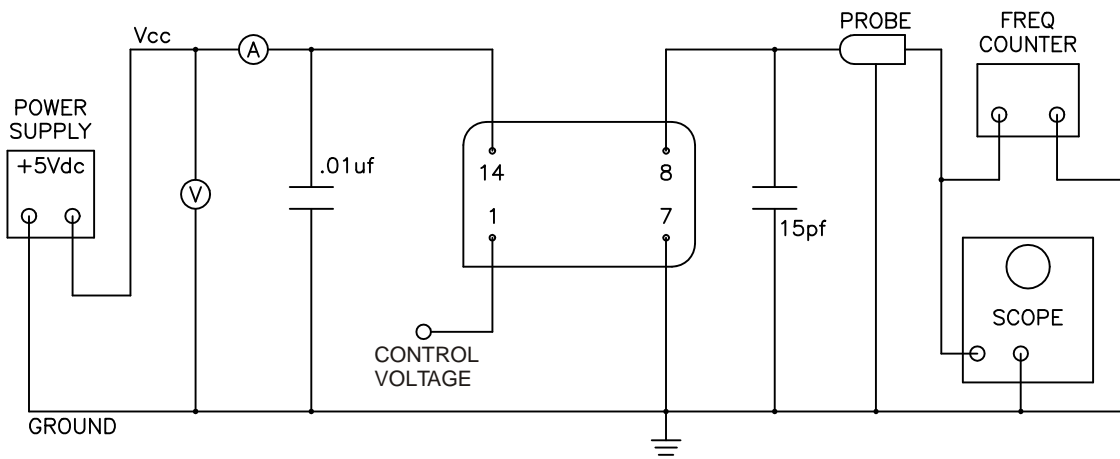 PROBE
FREQ
COUNTER
Vcc
A
POWER
SUPPLY
+5Vdc
.01uf
14
8
V
1
7
15pf
SCOPE
CONTROL
VOLTAGE
GROUND